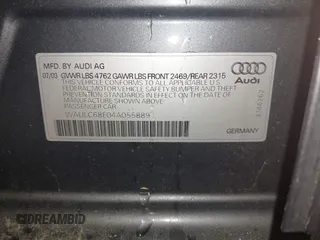 MFD. BY AUDI AG
07/03 GVWR LBS 4762 GAWR LBS FRONT 2469/REAR 2315
THIS VEHICLE CONFORMS TO ALL APPLICABLE U.S.
FEDERAL MOTOR VEHICLE SAFETY BUMPER AND THEFT
PREVENTION STANDARDS IN EFFECT ON THE DATE OF
MANUFACTURE SHOWN ABOVE.
PASSENGER CAR
Audi
GERMANY
DREAMBID